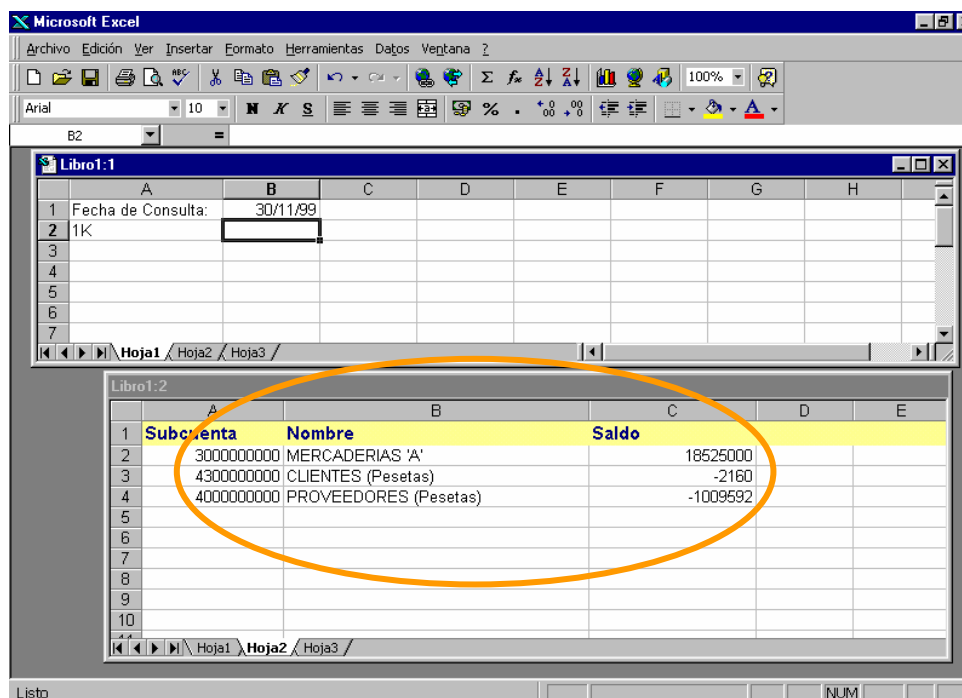 Microsoft Excel
Archivo Edición Ver Insertar Formato Herramientas Datos Ventana ?
100%
Arial 10 N K S
B2 =
Libro1:1
A B C D E F G H
1 Fecha de Consulta: 30/11/99
2 1K
3
4
5
6
7
Hoja1 Hoja2 Hoja3
Libro1:2
A B C D E
1 Subcuenta Nombre Saldo
2 3000000000 MERCADERIAS 'A' 18525000
3 4300000000 CLIENTES (Pesetas) -2160
4 4000000000 PROVEEDORES (Pesetas) -1009592
5
6
7
8
9
10
11
Hoja1 Hoja2 Hoja3
Listo NUM